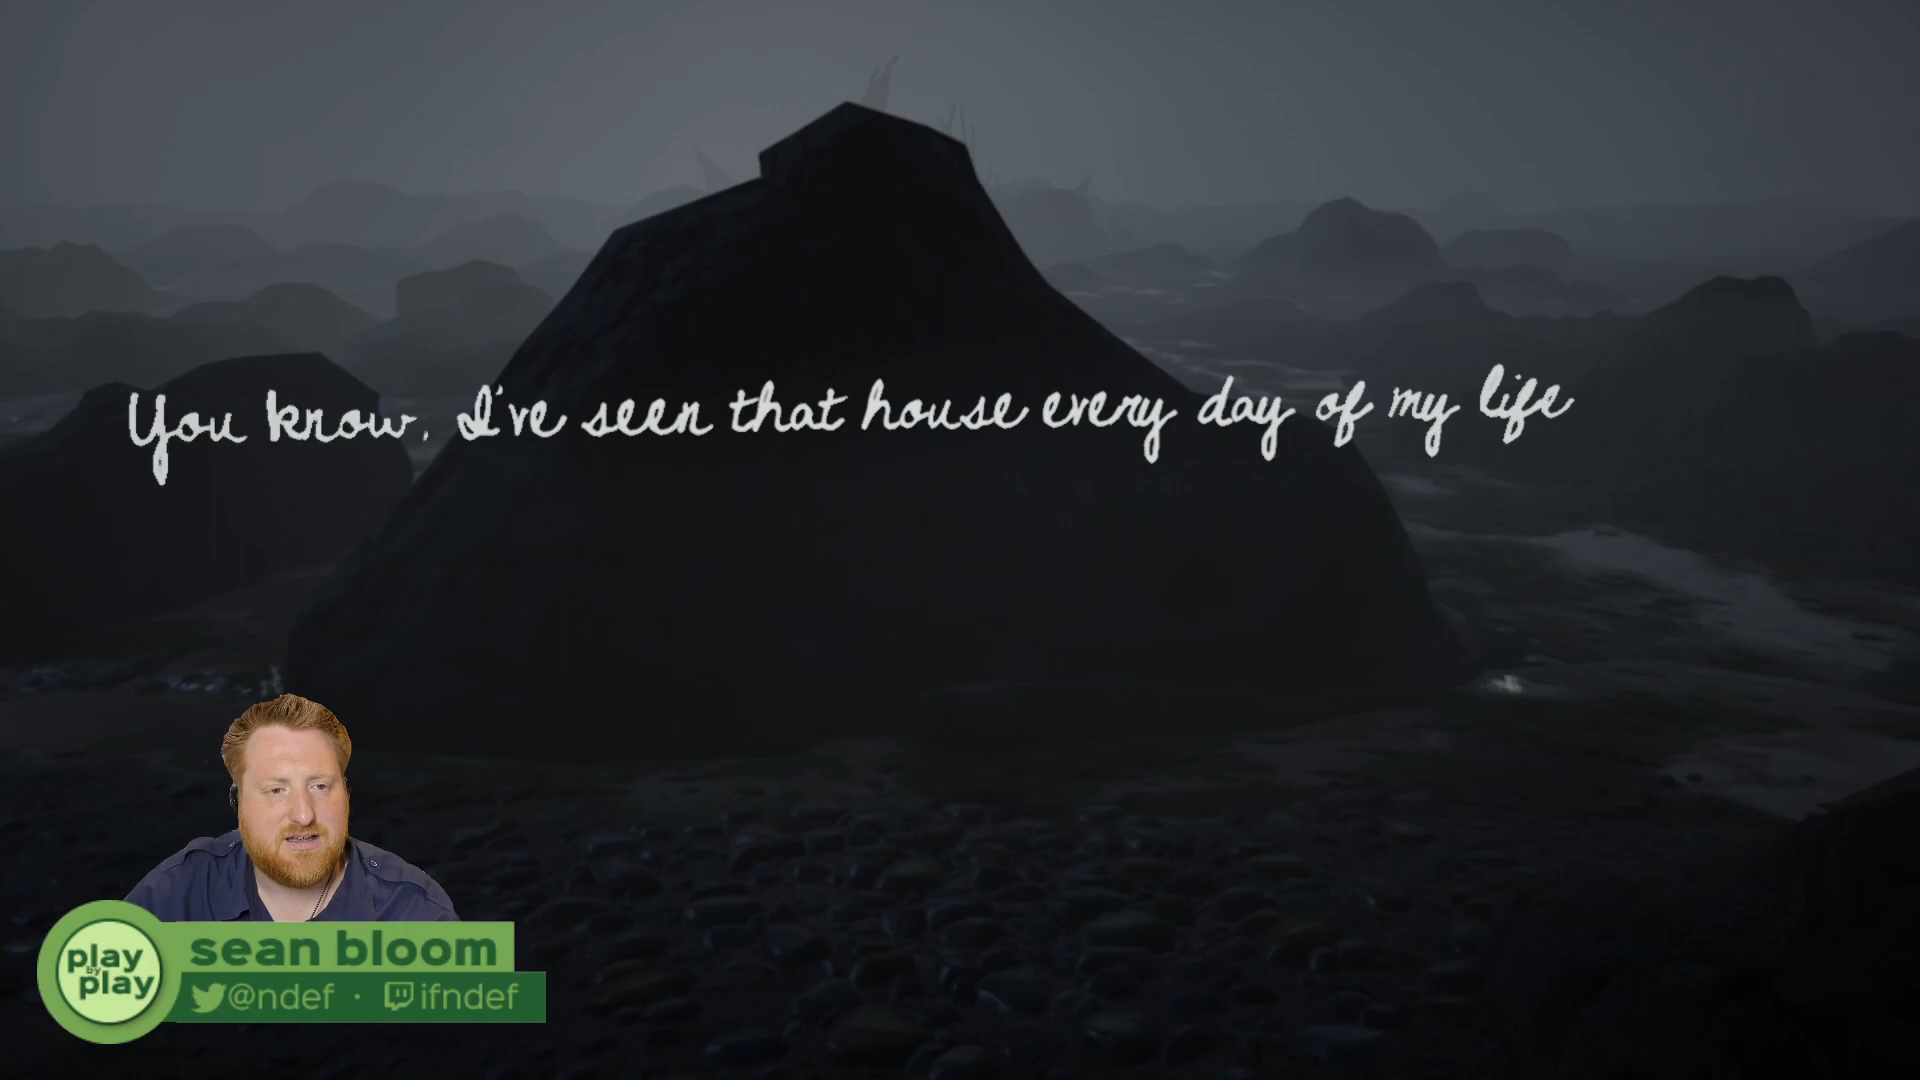 You know, I've seen that house every day of my life
play
by
play
sean bloom
@ndef · ifndef